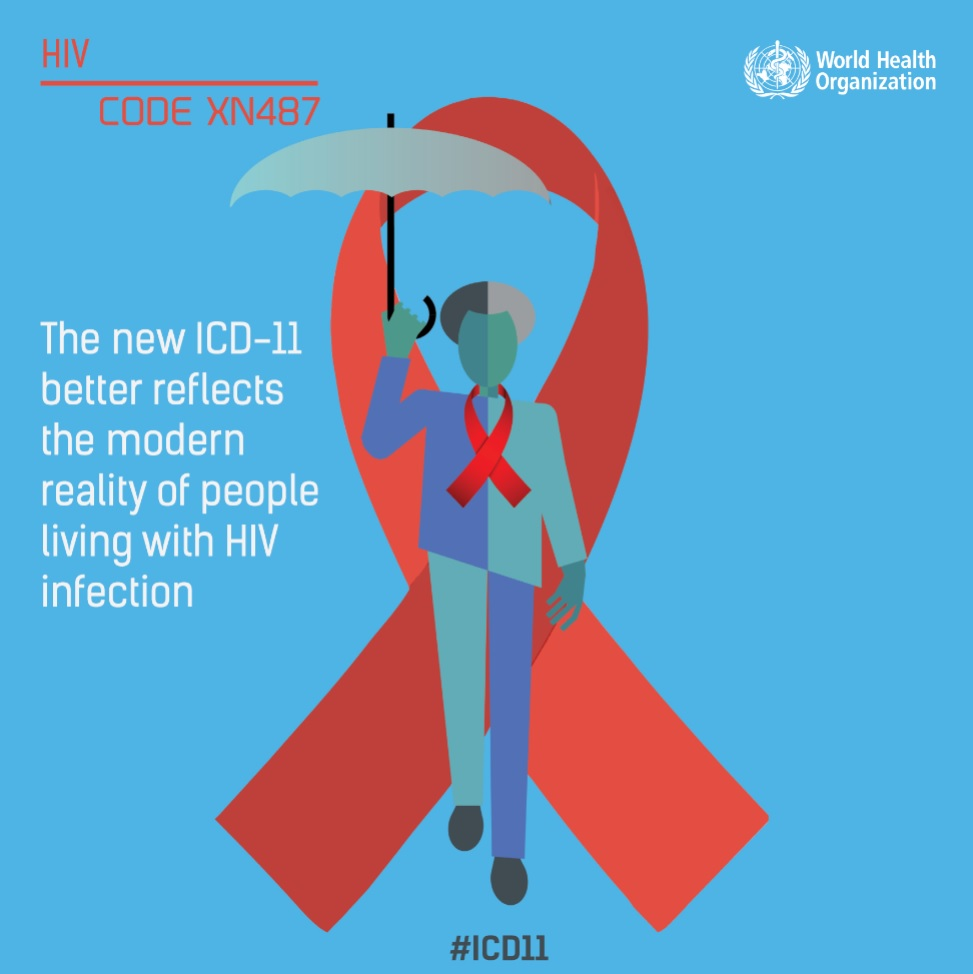 HIV
CODE XN487
World Health
Organization
The new ICD-11
better reflects
the modern
reality of people
living with HIV
infection
#ICD11